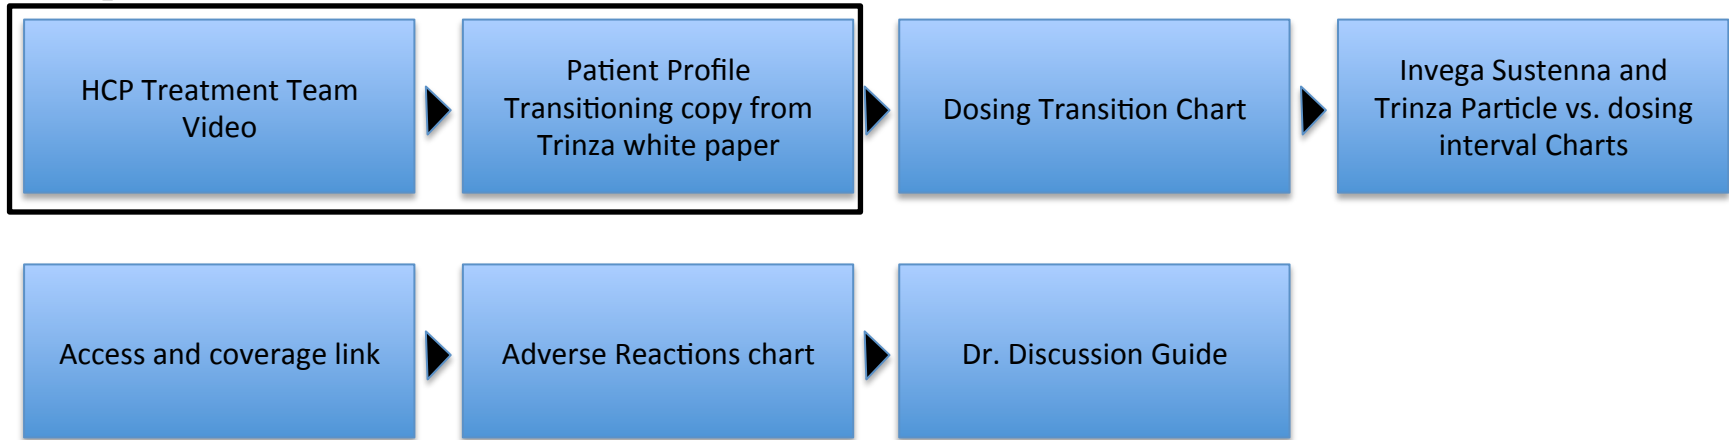 HCP Treatment Team
Video
Patient Profile
Transitioning copy from
Trinza white paper
Dosing Transition Chart
Invega Sustenna and
Trinza Particle vs. dosing
interval Charts
Access and coverage link
Adverse Reactions chart
Dr. Discussion Guide